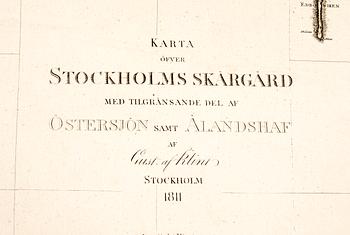 KARTA
ÖFVER
STOCKHOLMS SKÄRGÅRD
MED TILGRÄNSANDE DEL AF
ÖSTERSJÖN SAMT ÅLANDSHAF
AF
Gust. af Klint
STOCKHOLM
1811